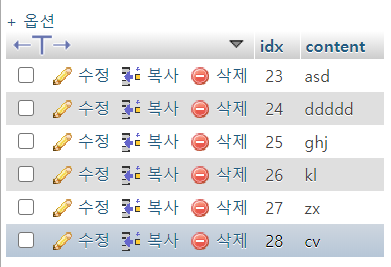 + 옵션
←T→ idx content
수정 복사 삭제 23 asd
수정 복사 삭제 24 ddddd
수정 복사 삭제 25 ghj
수정 복사 삭제 26 kl
수정 복사 삭제 27 zx
수정 복사 삭제 28 cv